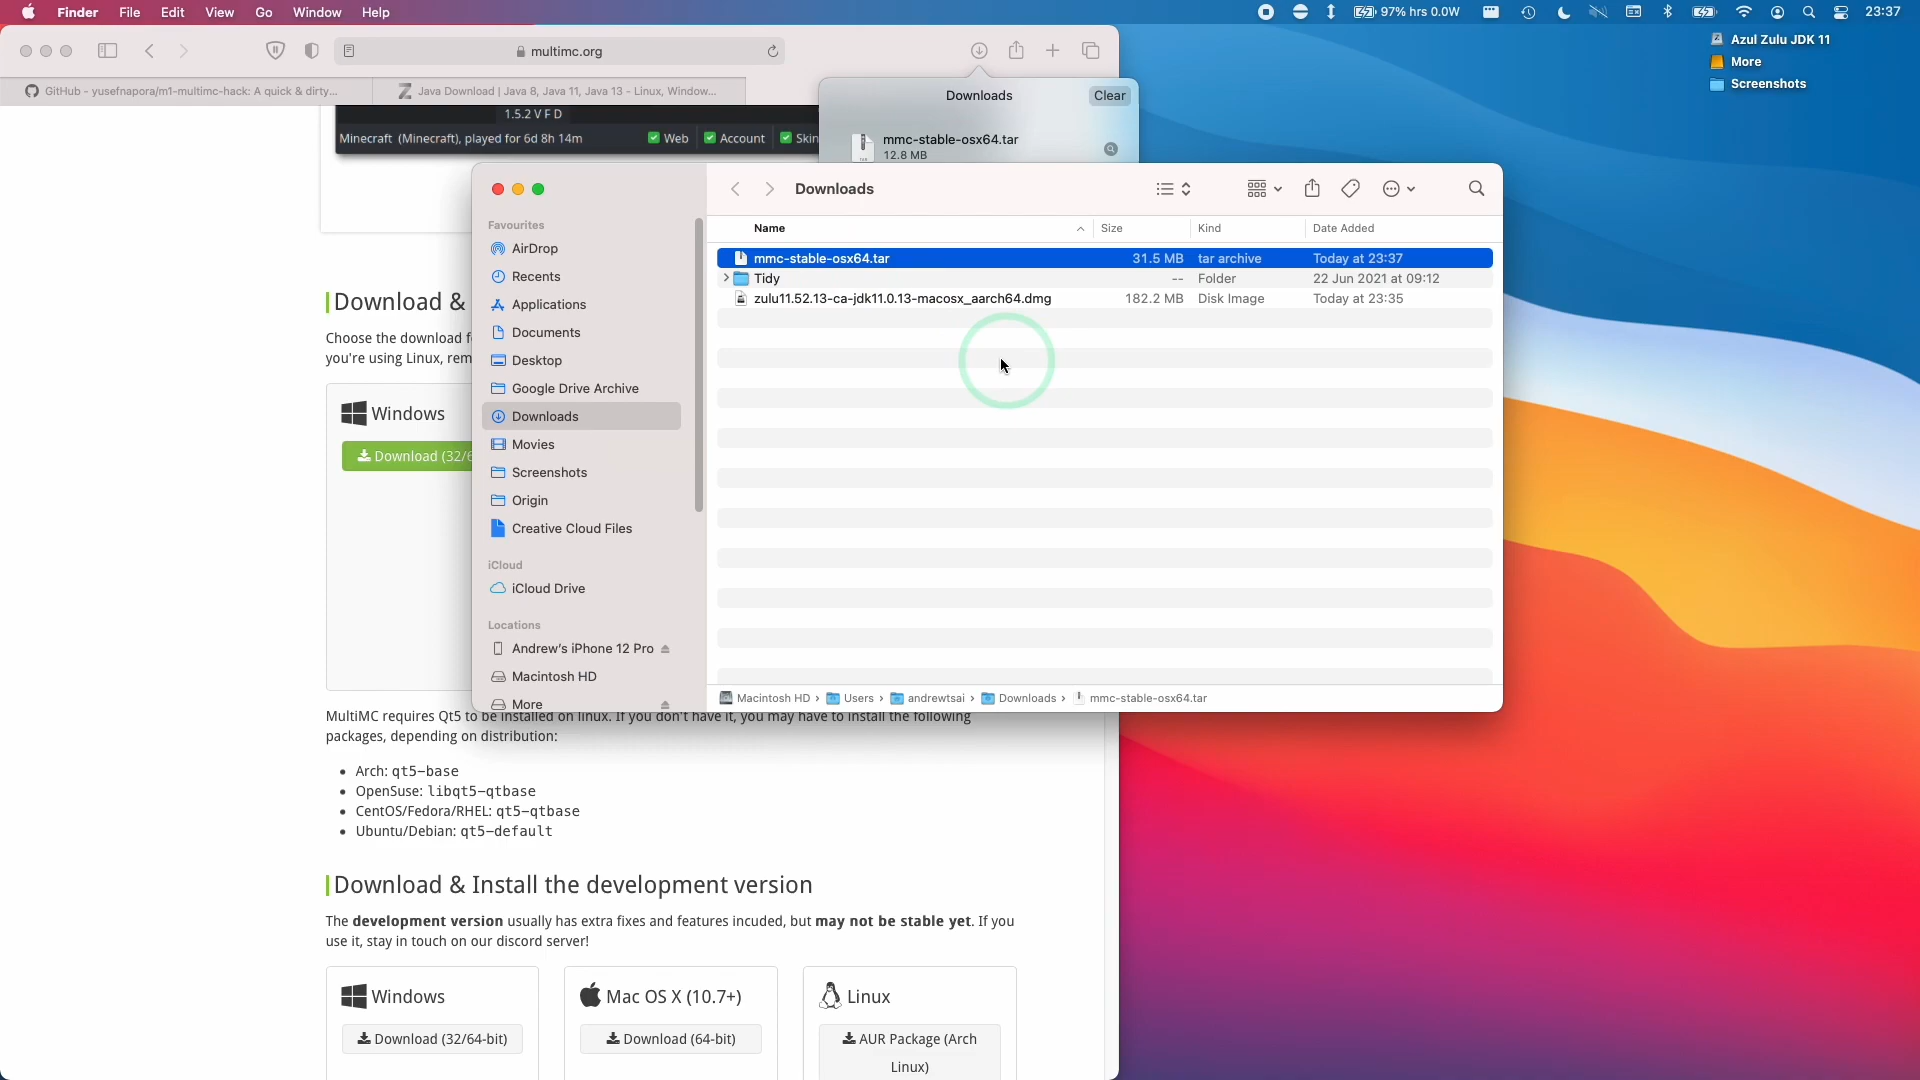 Finder File Edit View Go Window Help
97% hrs 0.0W
23:37
multimc.org
GitHub - yusefnapora/m1-multimc-hack: A quick & dirty...
Java Download | Java 8, Java 11, Java 13 - Linux, Window...
Downloads
Clear
mmc-stable-osx64.tar
12.8 MB
Azul Zulu JDK 11
More
Screenshots
1.5.2 V F D
Minecraft (Minecraft), played for 6d 8h 14m
Web
Account
Skin
Downloads
Favourites
AirDrop
Recents
Applications
Documents
Desktop
Google Drive Archive
Downloads
Movies
Screenshots
Origin
Creative Cloud Files
iCloud
iCloud Drive
Locations
Andrew's iPhone 12 Pro
Macintosh HD
More
Name Size Kind Date Added
mmc-stable-osx64.tar 31.5 MB tar archive Today at 23:37
Tidy -- Folder 22 Jun 2021 at 09:12
zulu11.52.13-ca-jdk11.0.13-macosx_aarch64.dmg 182.2 MB Disk Image Today at 23:35
Macintosh HD › Users › andrewtsai › Downloads › mmc-stable-osx64.tar
Download &
Choose the download f
you're using Linux, rem
Windows
Download (32/6
MultiMC requires Qt5 to be installed on linux. If you don't have it, you may have to install the following
packages, depending on distribution:
• Arch: qt5-base
• OpenSuse: libqt5-qtbase
• CentOS/Fedora/RHEL: qt5-qtbase
• Ubuntu/Debian: qt5-default
Download & Install the development version
The development version usually has extra fixes and features incuded, but may not be stable yet. If you
use it, stay in touch on our discord server!
Windows
Download (32/64-bit)
Mac OS X (10.7+)
Download (64-bit)
Linux
AUR Package (Arch
Linux)